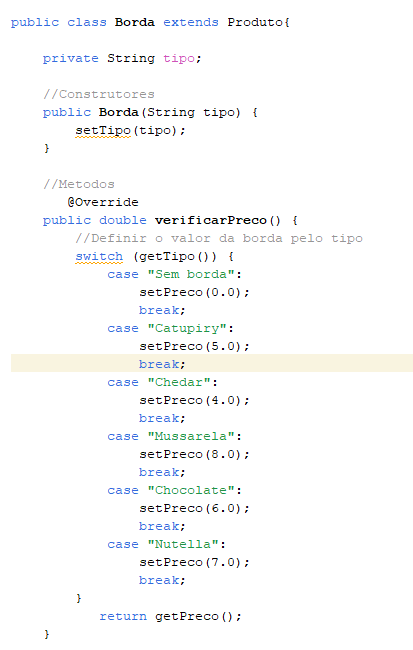 public class Borda extends Produto{
private String tipo;
//Construtores
public Borda(String tipo) {
setTipo(tipo);
}
//Metodos
@Override
public double verificarPreco() {
//Definir o valor da borda pelo tipo
switch (getTipo()) {
case "Sem borda":
setPreco(0.0);
break;
case "Catupiry":
setPreco(5.0);
break;
case "Chedar":
setPreco(4.0);
break;
case "Mussarela":
setPreco(8.0);
break;
case "Chocolate":
setPreco(6.0);
break;
case "Nutella":
setPreco(7.0);
break;
}
return getPreco();
}